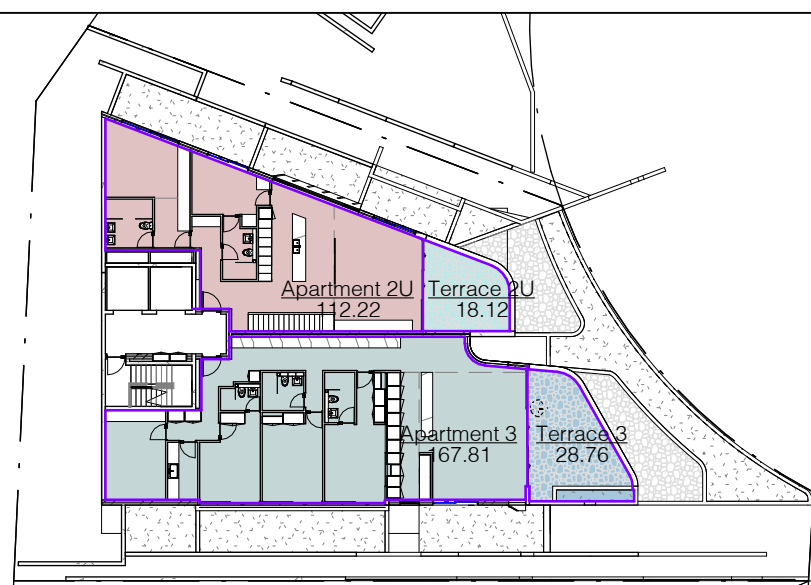 Apartment 2U
112.22
Terrace 2U
18.12
Apartment 3
167.81
Terrace 3
28.76